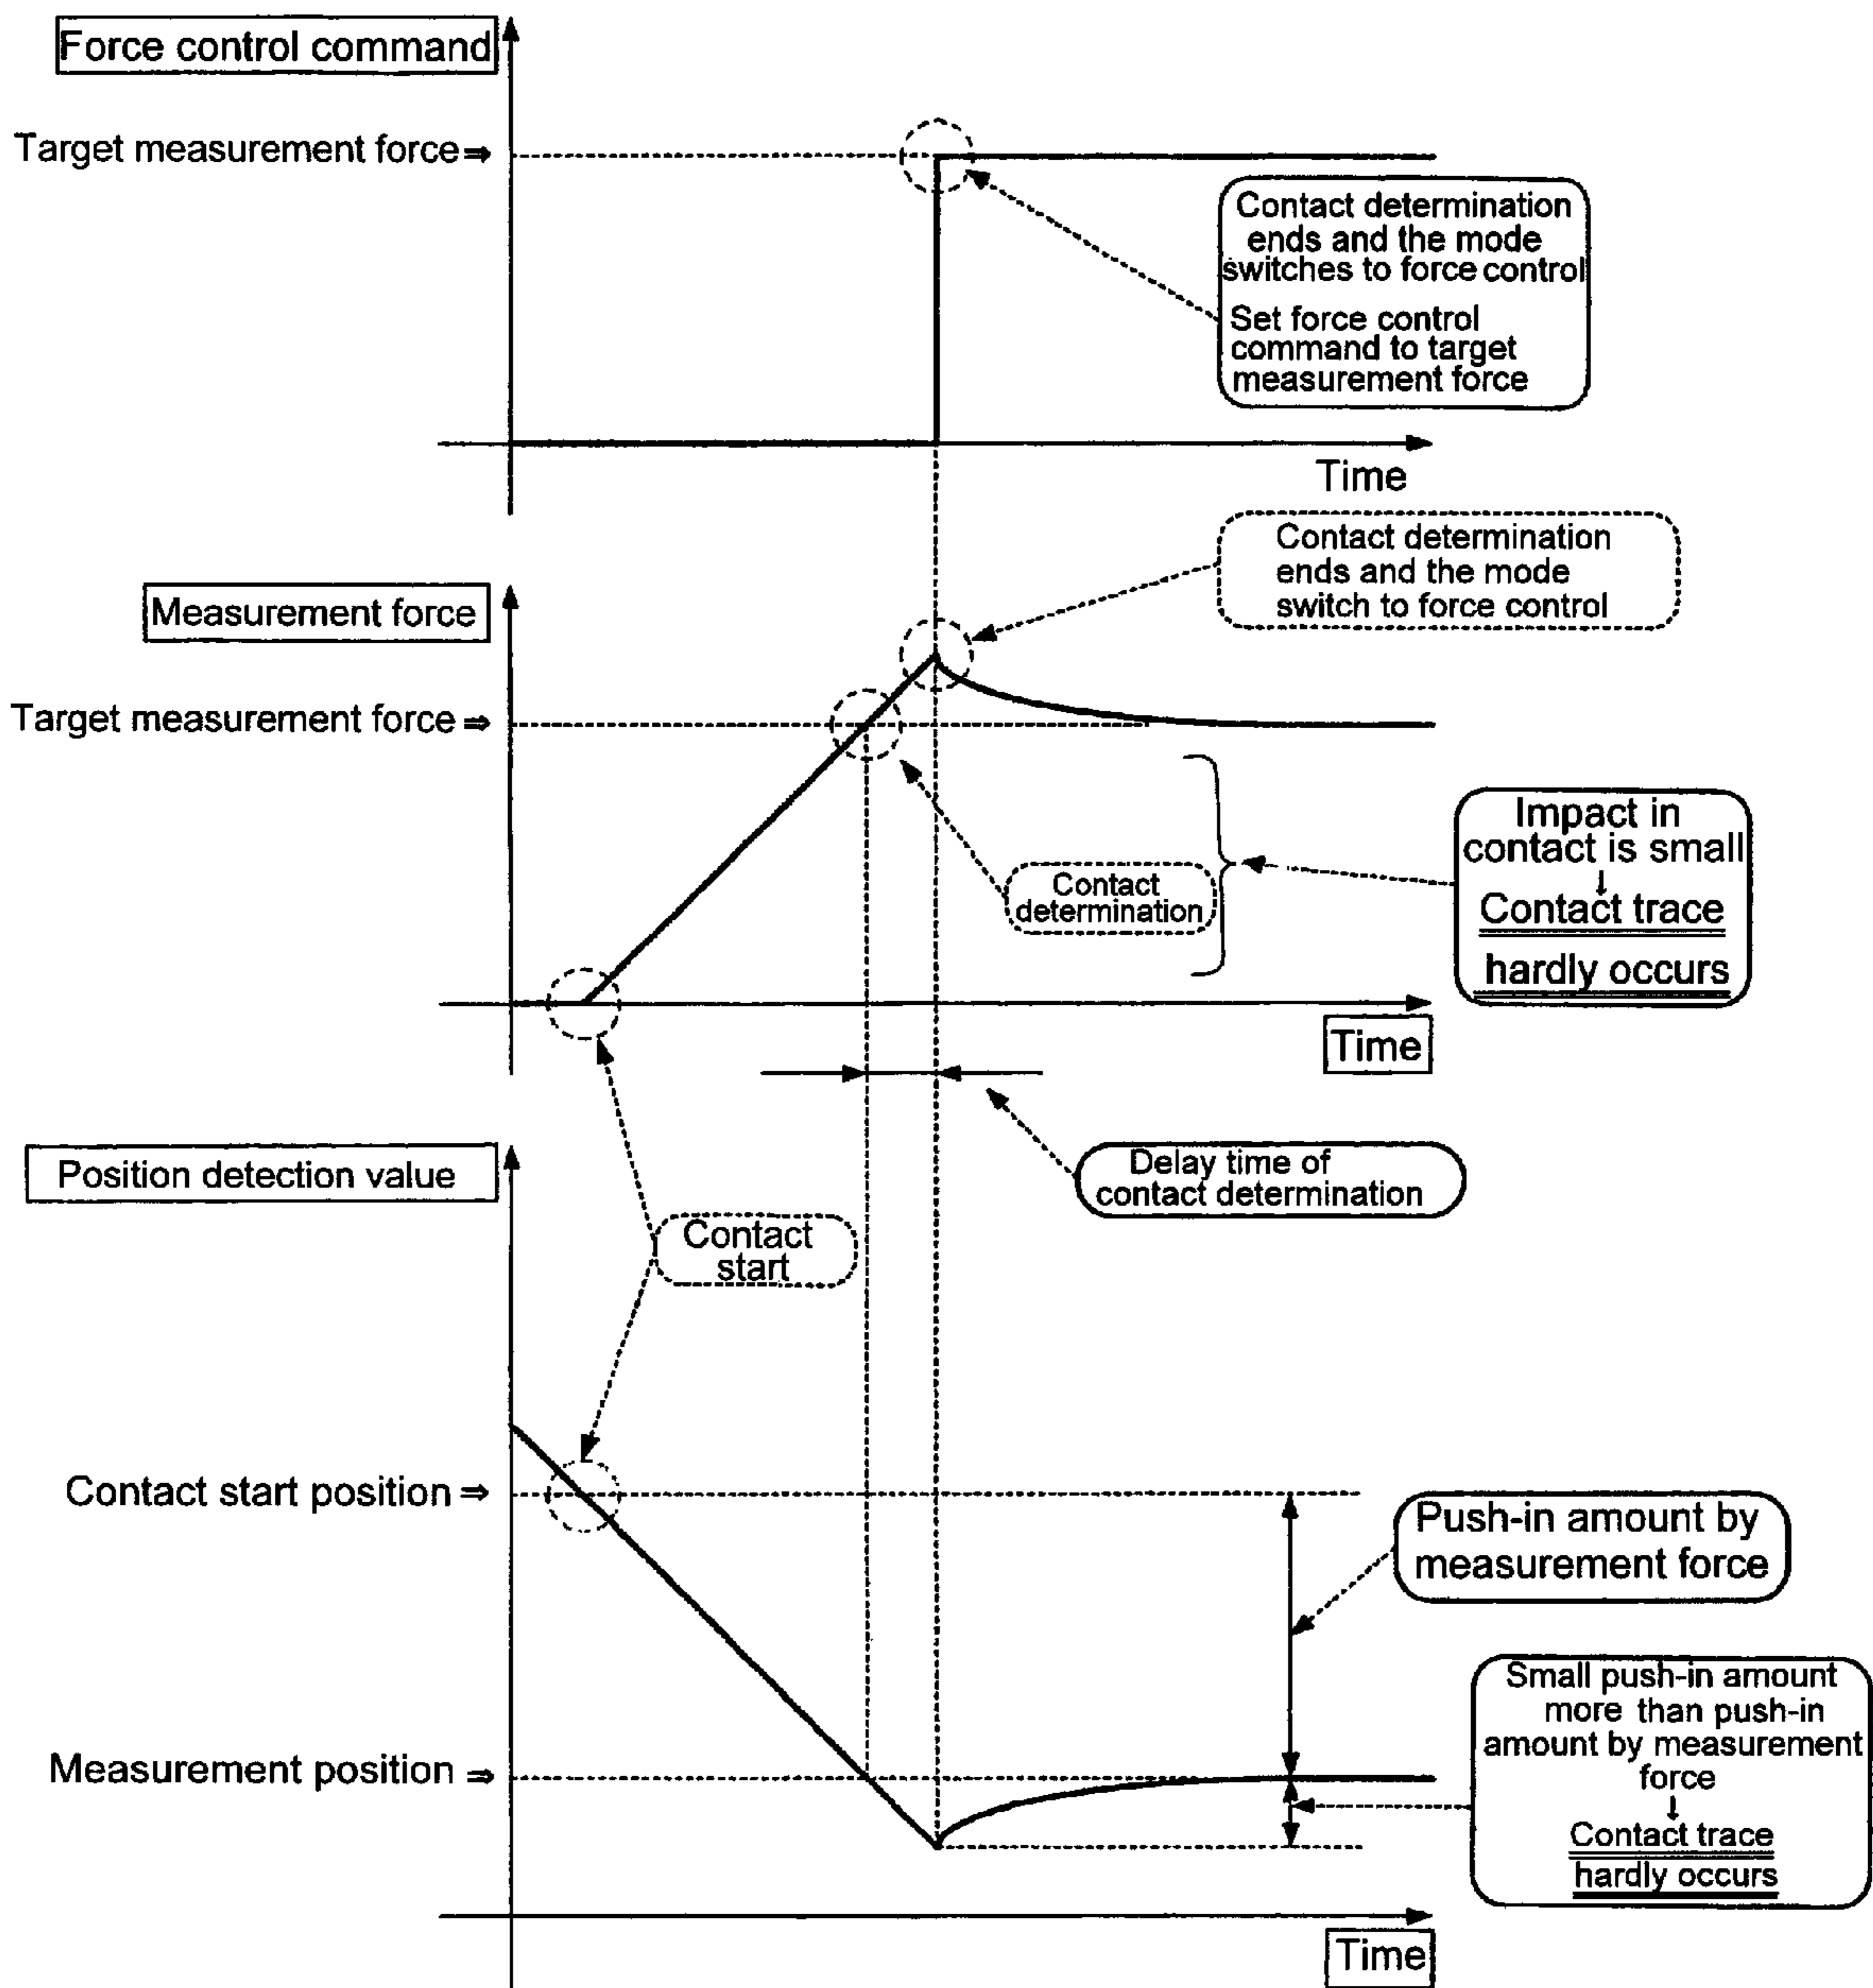 Force control command
Target measurement force⇒
Contact determination
ends and the mode
switches to force control
Set force control
command to target
measurement force
Time
Contact determination
ends and the mode
switch to force control
Measurement force
Target measurement force⇒
Impact in
contact is small
↓
Contact trace
hardly occurs
Contact
determination
Time
Delay time of
contact determination
Position detection value
Contact
start
Contact start position ⇒
Push-in amount by
measurement force
Small push-in amount
more than push-in
amount by measurement
force
↓
Contact trace
hardly occurs
Measurement position ⇒
Time